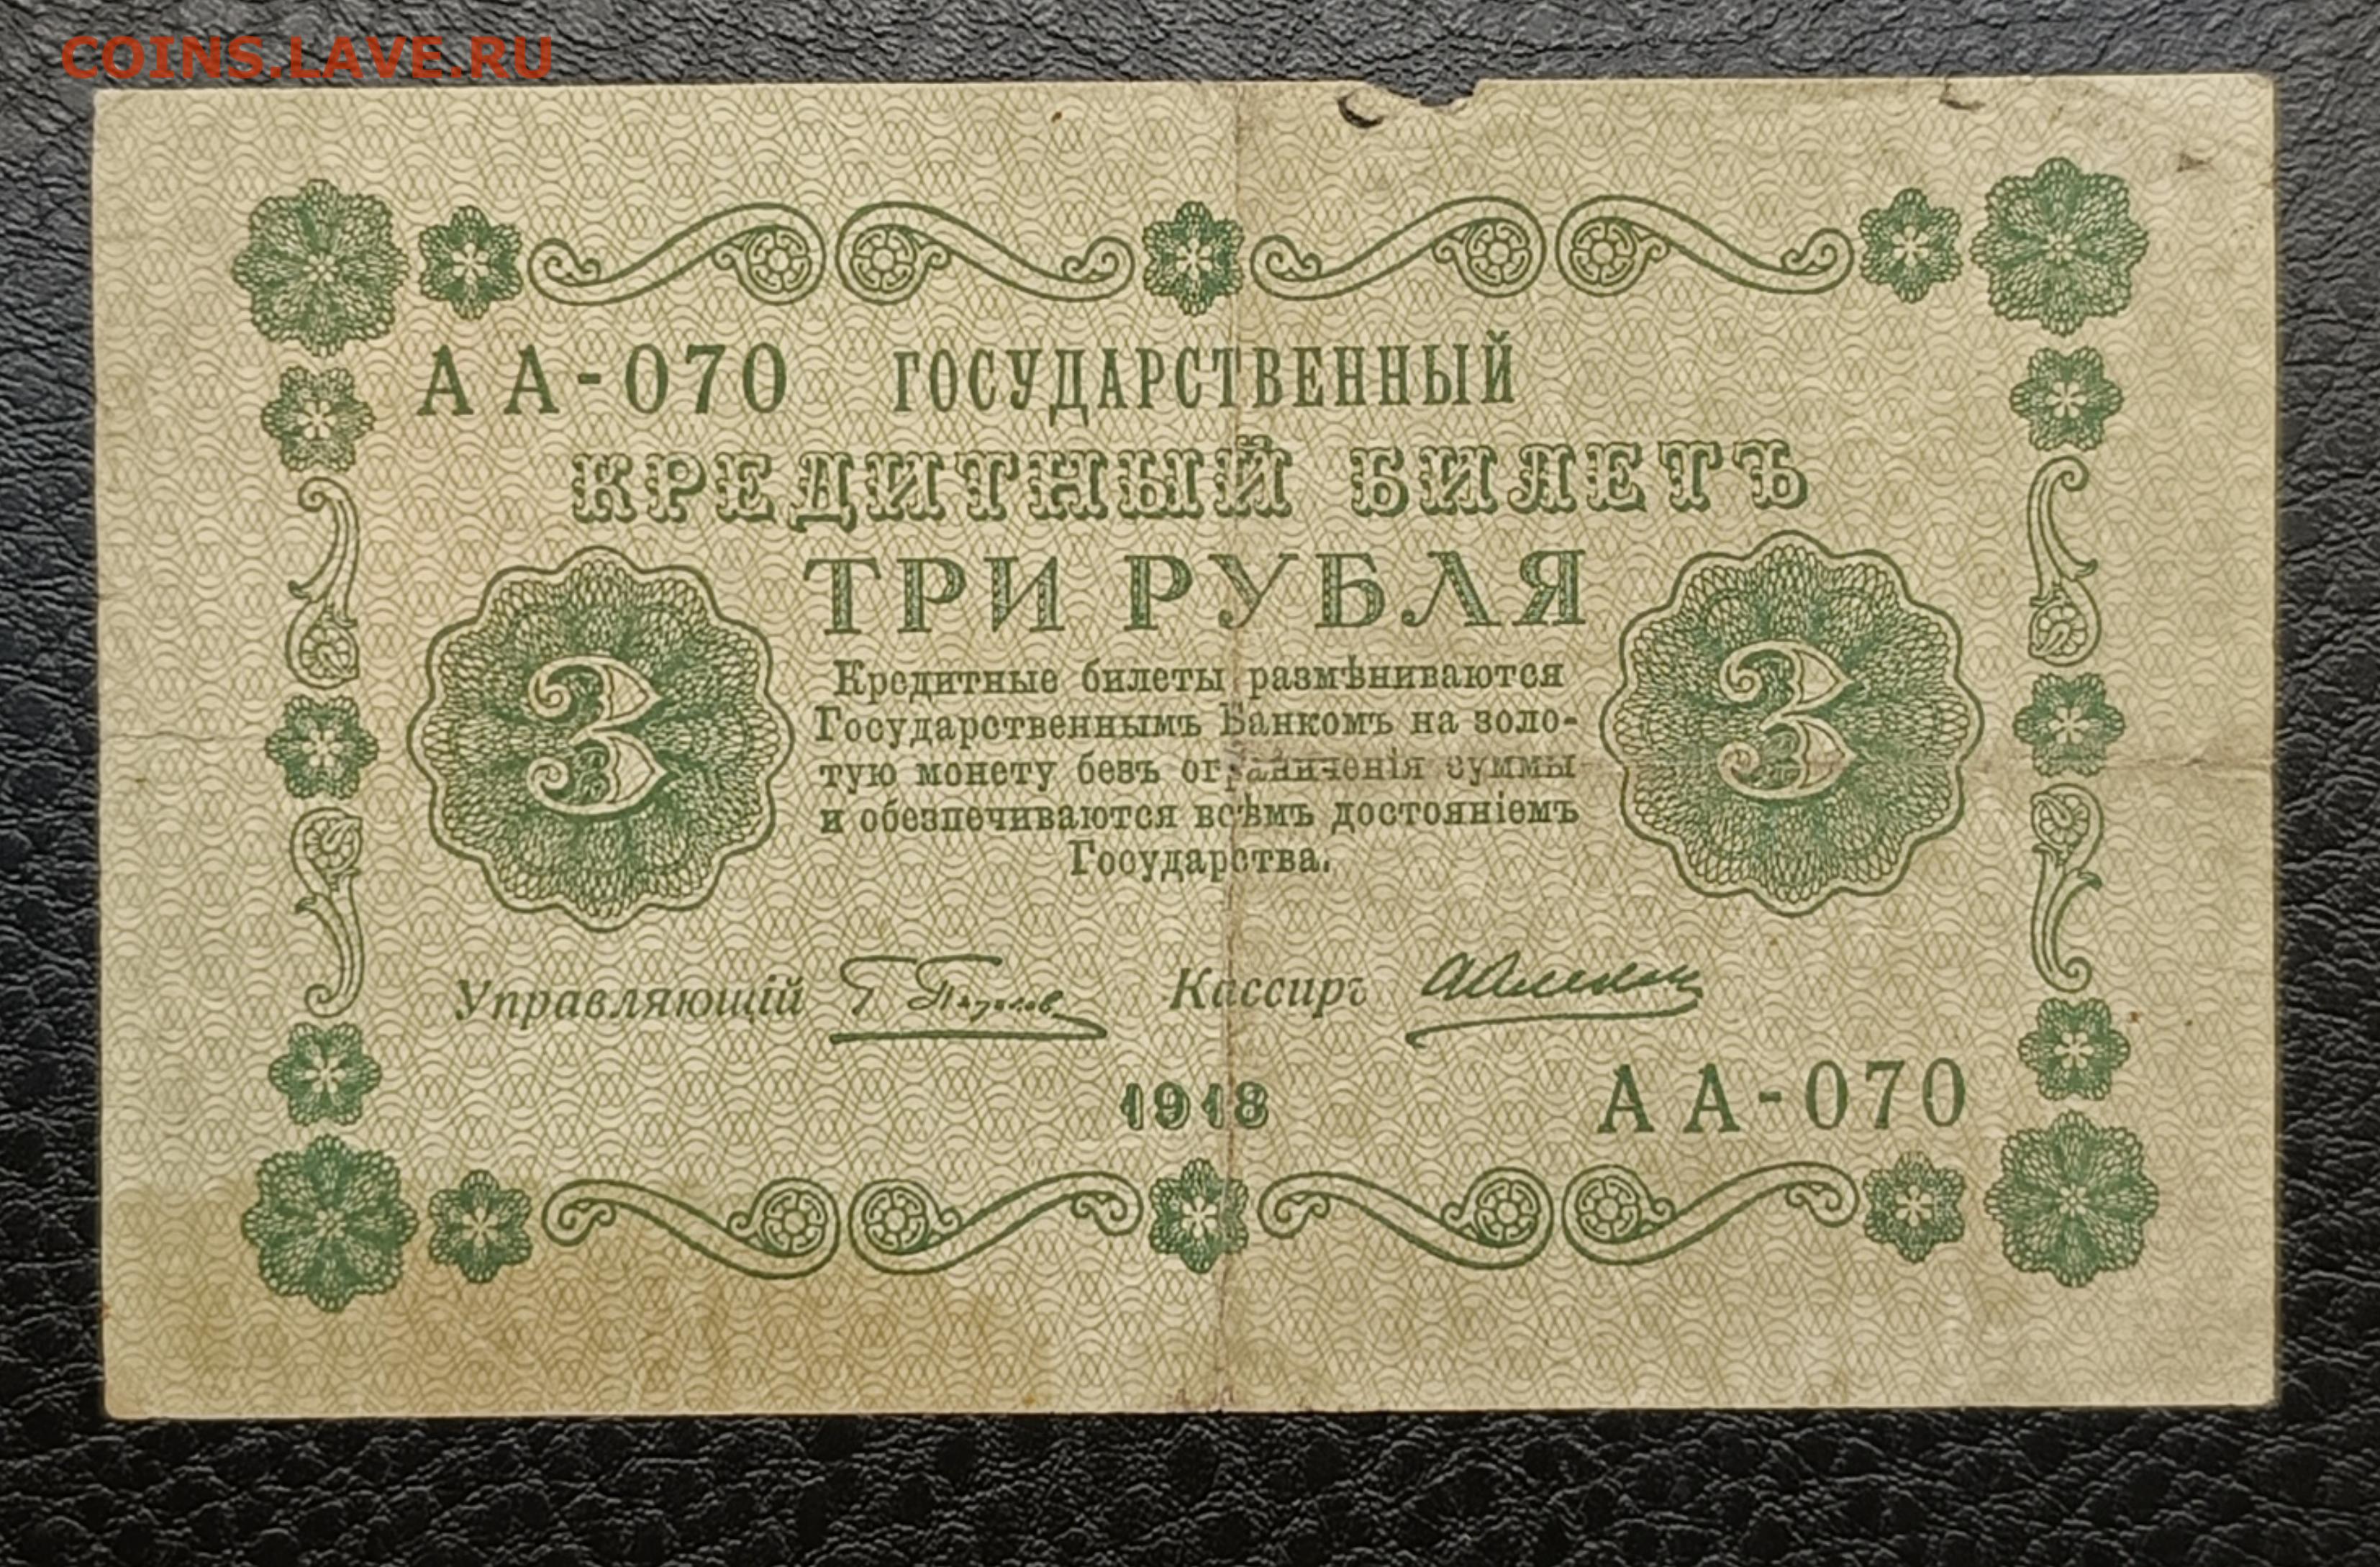 COINS.LAVE.RU
АА-070 ГОСУДАРСТВЕННЫЙ
КРЕДИТНЫЙ БИЛЕТЪ
ТРИ РУБЛЯ
3 3
Кредитные билеты размѣниваются
Государственнымъ Банкомъ на золо-
тую монету безъ ограниченія суммы
и обезпечиваются всѣмъ достояніемъ
Государства.
Управляющій Кассиръ
1918
АА-070